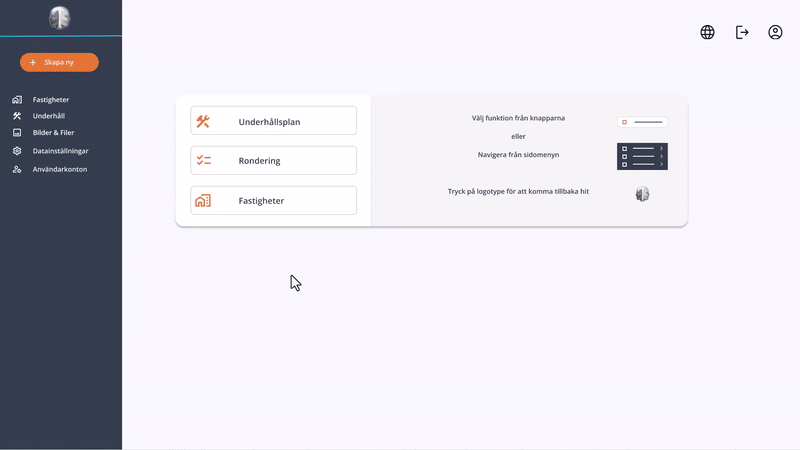 Skapa ny
Fastigheter
Underhåll
Bilder & Filer
Datainställningar
Användarkonton
Underhållsplan
Rondering
Fastigheter
Välj funktion från knapparna
eller
Navigera från sidomenyn
Tryck på logotype för att komma tillbaka hit